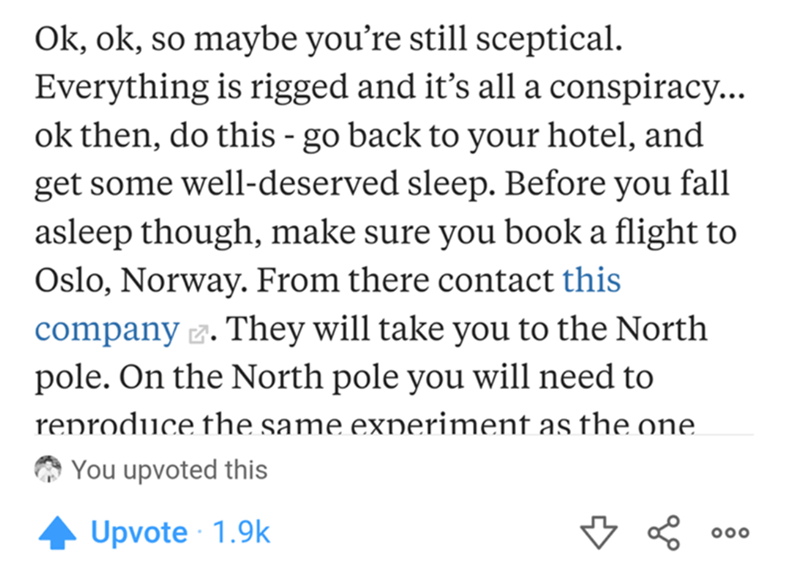 Ok, ok, so maybe you’re still sceptical.
Everything is rigged and it’s all a conspiracy...
ok then, do this - go back to your hotel, and
get some well-deserved sleep. Before you fall
asleep though, make sure you book a flight to
Oslo, Norway. From there contact this
company. They will take you to the North
pole. On the North pole you will need to
reproduce the same experiment as the one
You upvoted this
Upvote · 1.9k